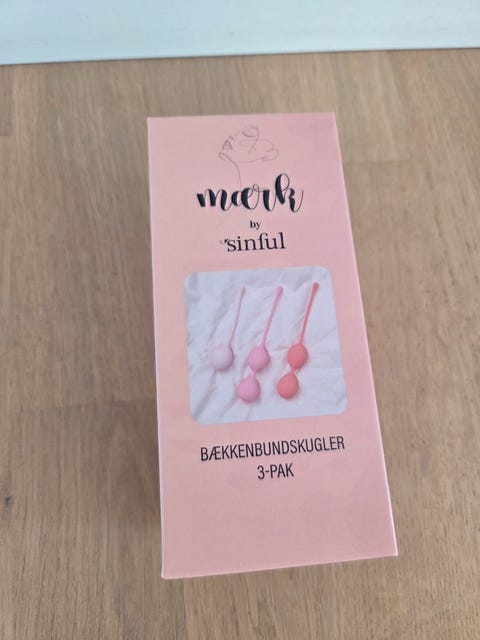 mærk
by
sinful
BÆKKENBUNDSKUGLER
3-PAK